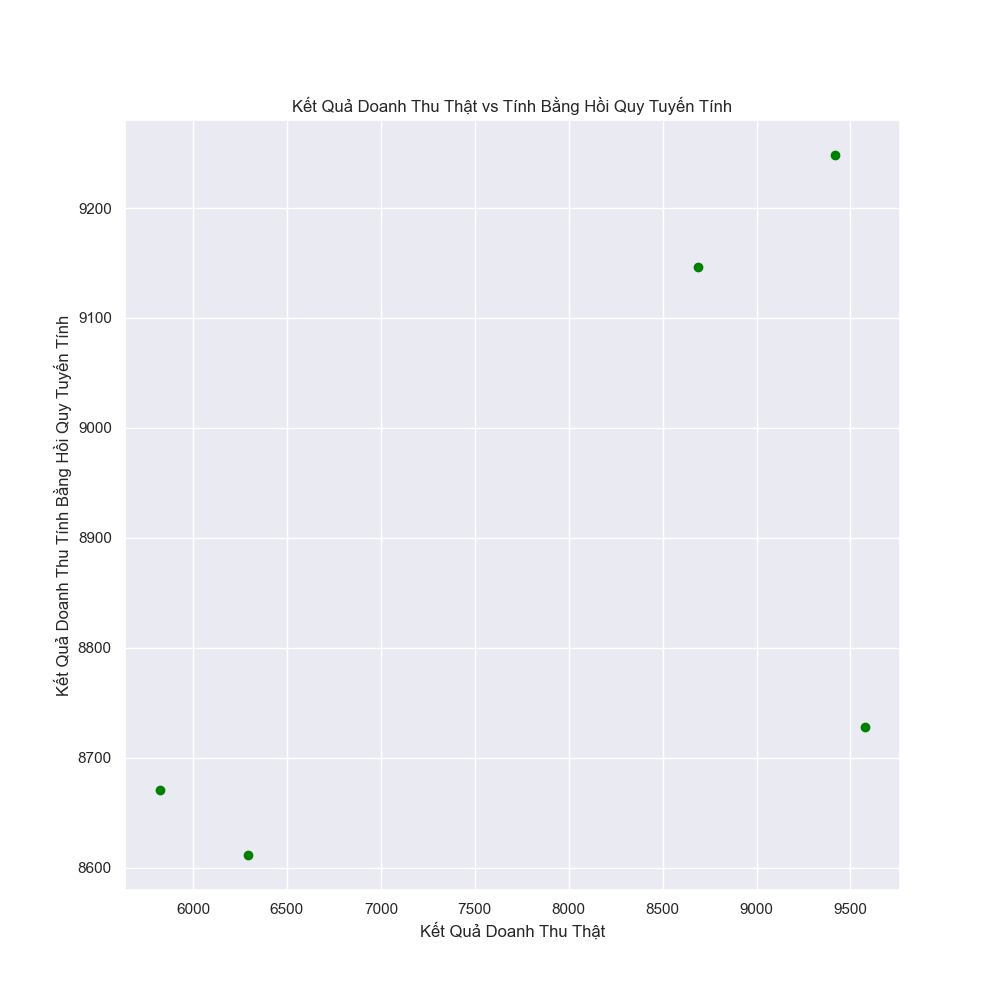 Kết Quả Doanh Thu Thật vs Tính Bằng Hồi Quy Tuyến Tính
Kết Quả Doanh Thu Tính Bằng Hồi Quy Tuyến Tính
9200
9100
9000
8900
8800
8700
8600
6000 6500 7000 7500 8000 8500 9000 9500
Kết Quả Doanh Thu Thật